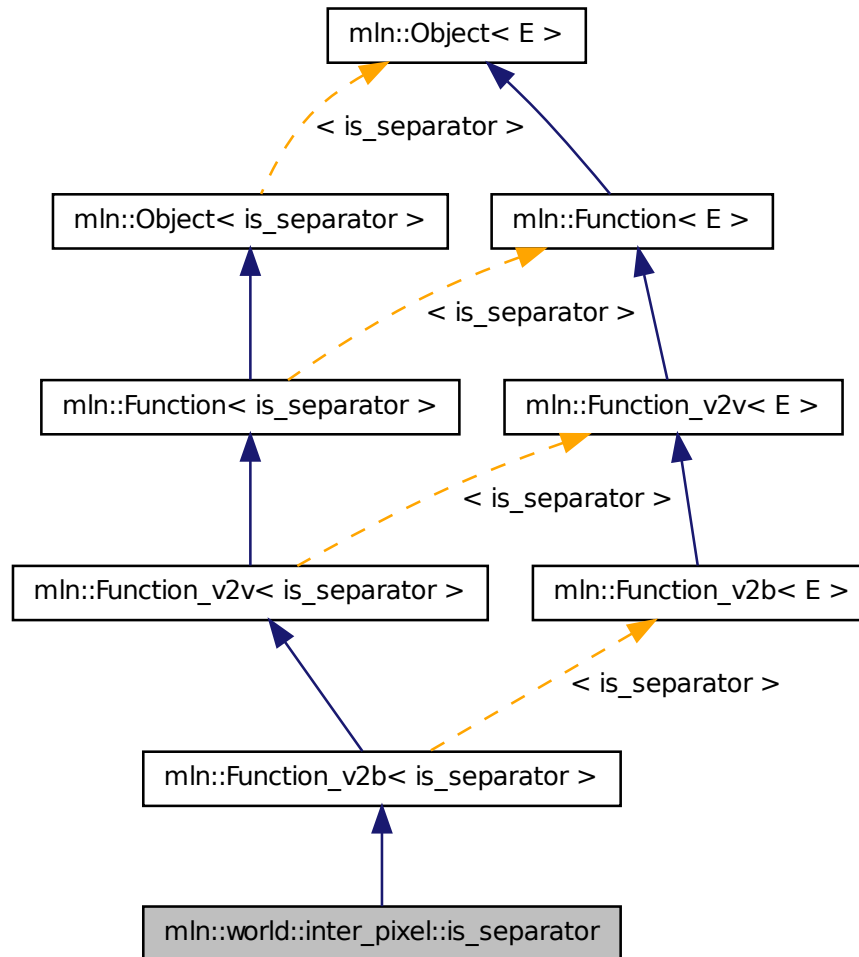 mln::Object< E >
< is_separator >
mln::Object< is_separator >
mln::Function< E >
< is_separator >
mln::Function< is_separator >
mln::Function_v2v< E >
< is_separator >
mln::Function_v2v< is_separator >
mln::Function_v2b< E >
< is_separator >
mln::Function_v2b< is_separator >
mln::world::inter_pixel::is_separator